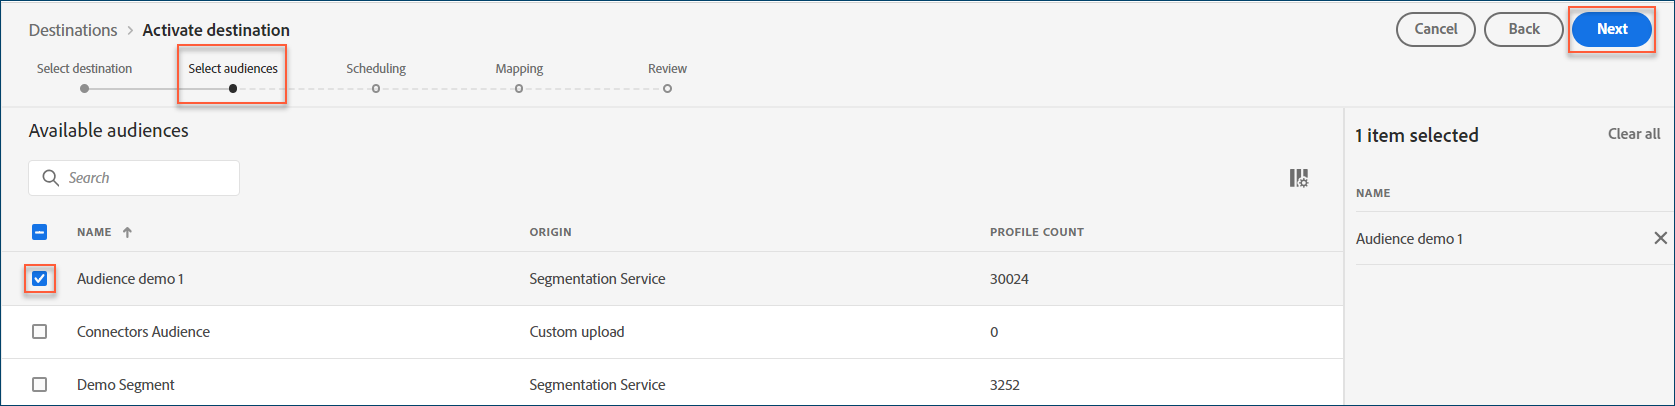 Destinations > Activate destination
Cancel
Back
Next
Select destination
Select audiences
Scheduling
Mapping
Review
Available audiences
Search
NAME ORIGIN PROFILE COUNT
Audience demo 1 Segmentation Service 30024
Connectors Audience Custom upload 0
Demo Segment Segmentation Service 3252
1 item selected Clear all
NAME
Audience demo 1